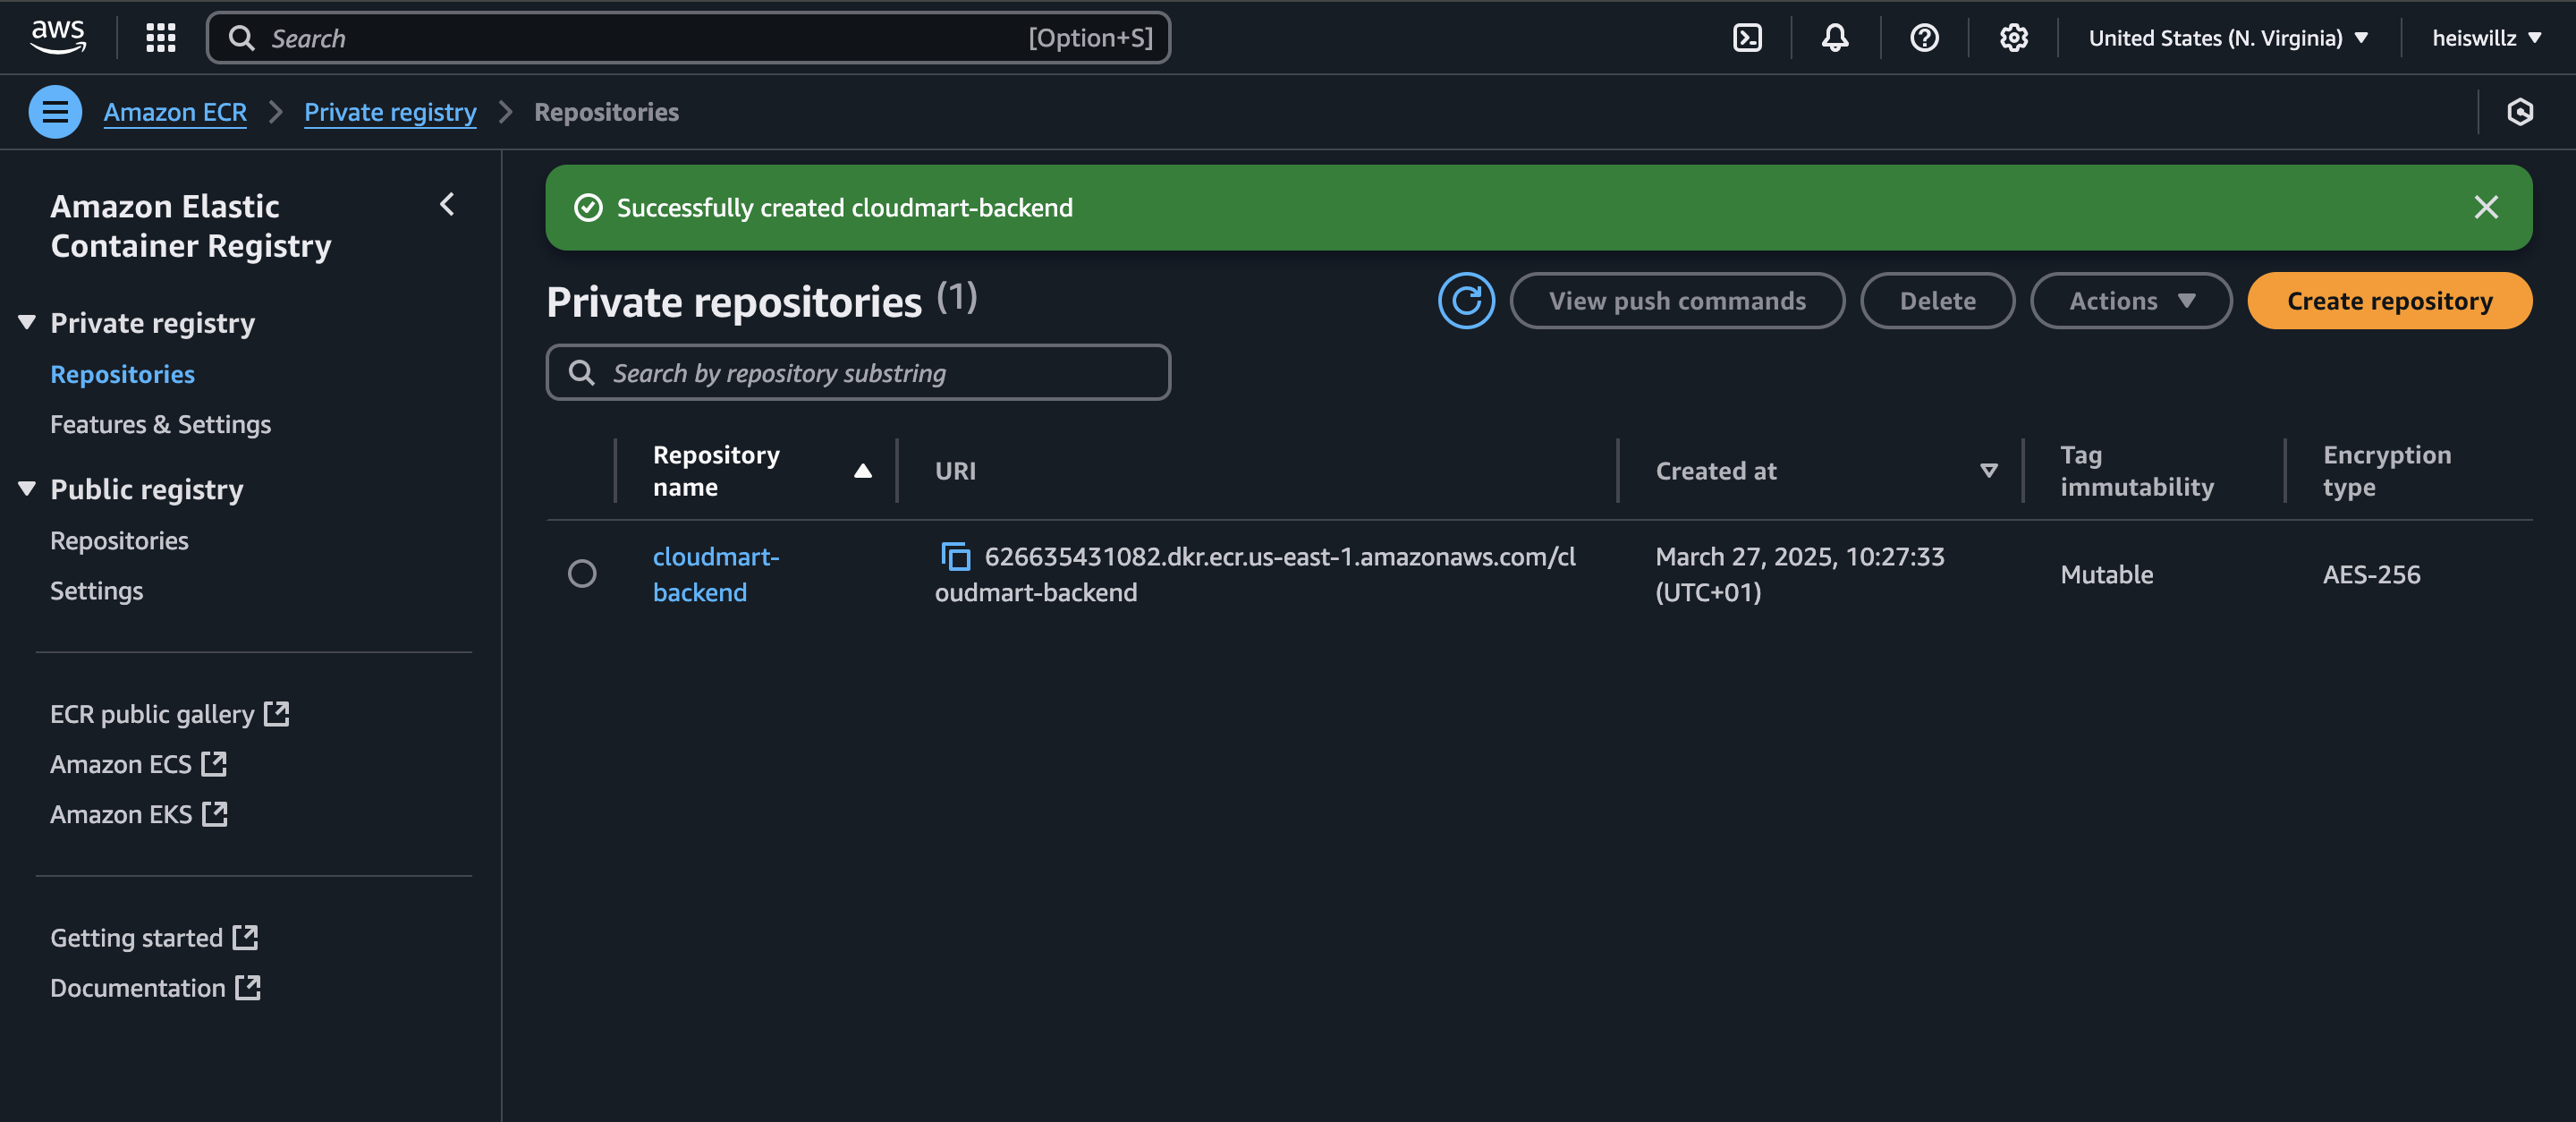 aws
Search
[Option+S]
United States (N. Virginia)
heiswillz
Amazon ECR
Private registry
Repositories
Amazon Elastic
Container Registry
Private registry
Repositories
Features & Settings
Public registry
Repositories
Settings
ECR public gallery
Amazon ECS
Amazon EKS
Getting started
Documentation
Successfully created cloudmart-backend
Private repositories (1)
View push commands
Delete
Actions
Create repository
Search by repository substring
Repository
name
URI
Created at
Tag
immutability
Encryption
type
cloudmart-
backend
626635431082.dkr.ecr.us-east-1.amazonaws.com/cl
oudmart-backend
March 27, 2025, 10:27:33
(UTC+01)
Mutable
AES-256